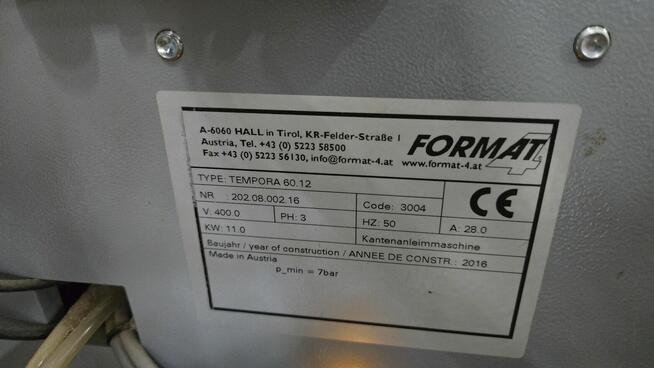 A-6060 HALL in Tirol, KR-Felder-Straße 1
Austria, Tel. +43 (0) 5223 58500
Fax +43 (0) 5223 56130, info@format-4.at www.format-4.at
FORMAT 4
TYPE: TEMPORA 60.12
NR : 202.08.002.16 Code: 3004
V: 400.0 PH: 3 HZ: 50 A: 28.0
KW: 11.0 Kantenanleimmaschine
CE
Baujahr / year of construction / ANNEE DE CONSTR.: 2016
Made in Austria
p_min = 7bar